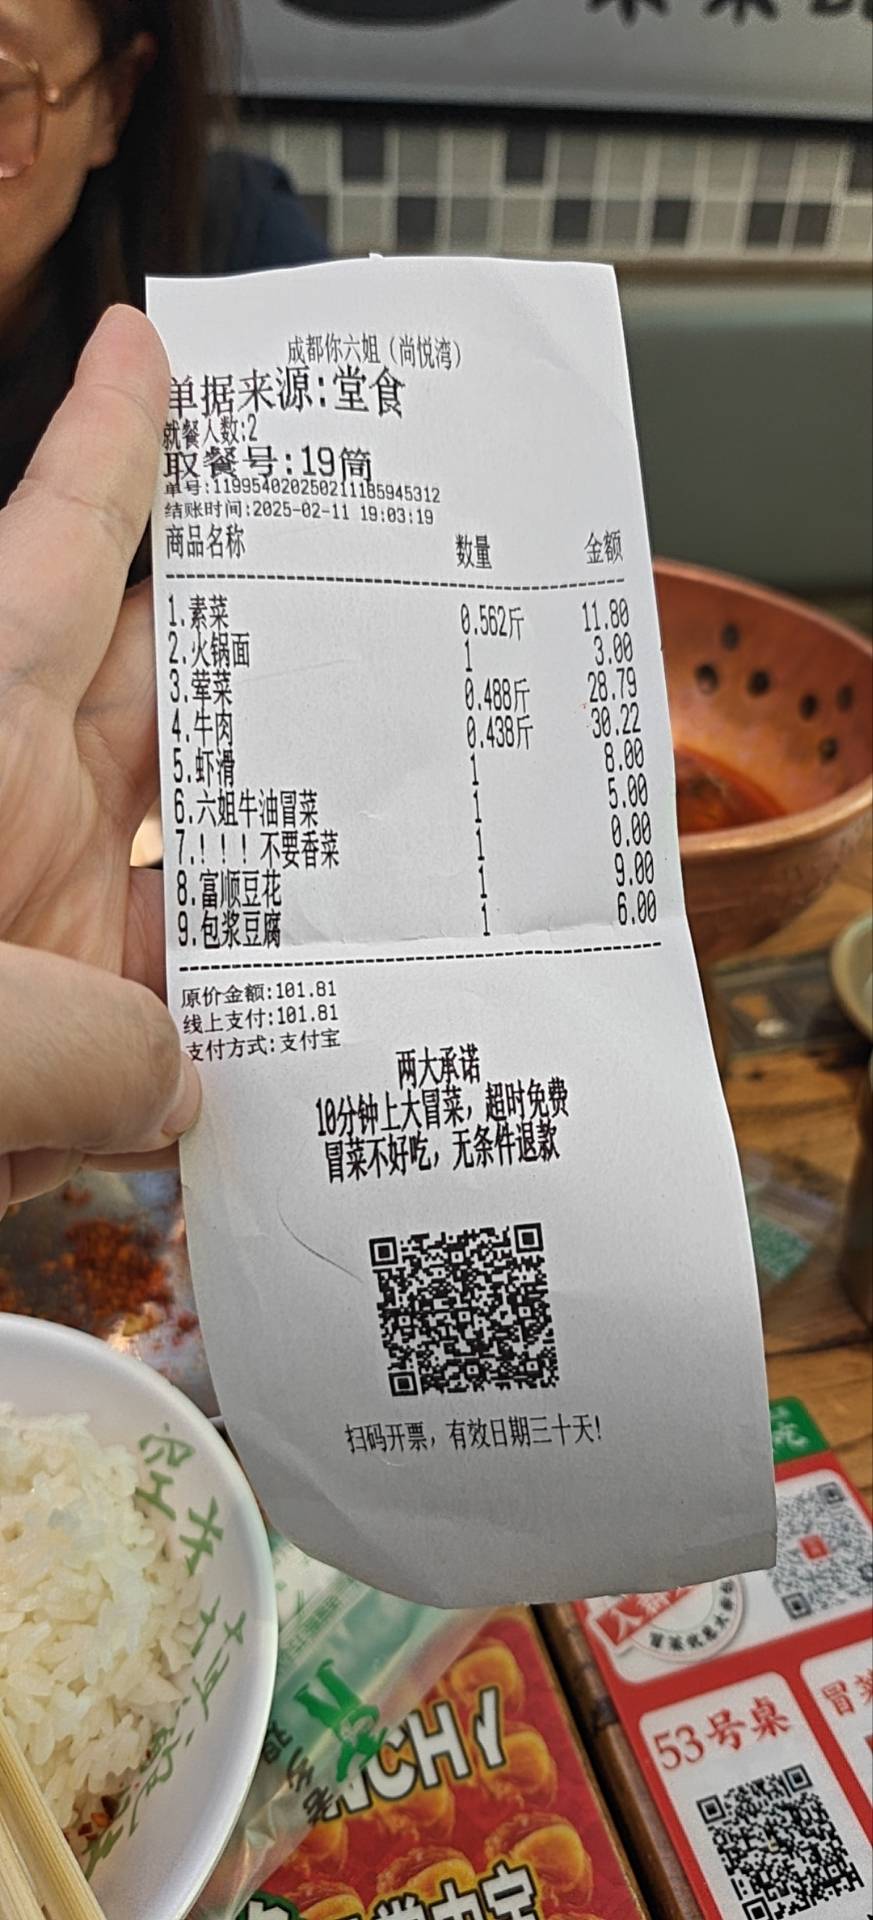 成都你六姐（尚悦湾）
单据来源:堂食
就餐人数:2
取餐号:19筒
单号:119954020250211185945312
结账时间:2025-02-11 19:03:19
商品名称 数量 金额
1.素菜 0.562斤 11.80
2.火锅面 1 3.00
3.荤菜 0.488斤 28.79
4.牛肉 0.438斤 30.22
5.虾滑 1 8.00
6.六姐牛油冒菜 1 5.00
7.!!!不要香菜 1 0.00
8.富顺豆花 1 9.00
9.包浆豆腐 1 6.00
原价金额:101.81
线上支付:101.81
支付方式:支付宝
两大承诺
10分钟上大冒菜，超时免费
冒菜不好吃，无条件退款
扫码开票，有效日期三十天!
53号桌
冒菜